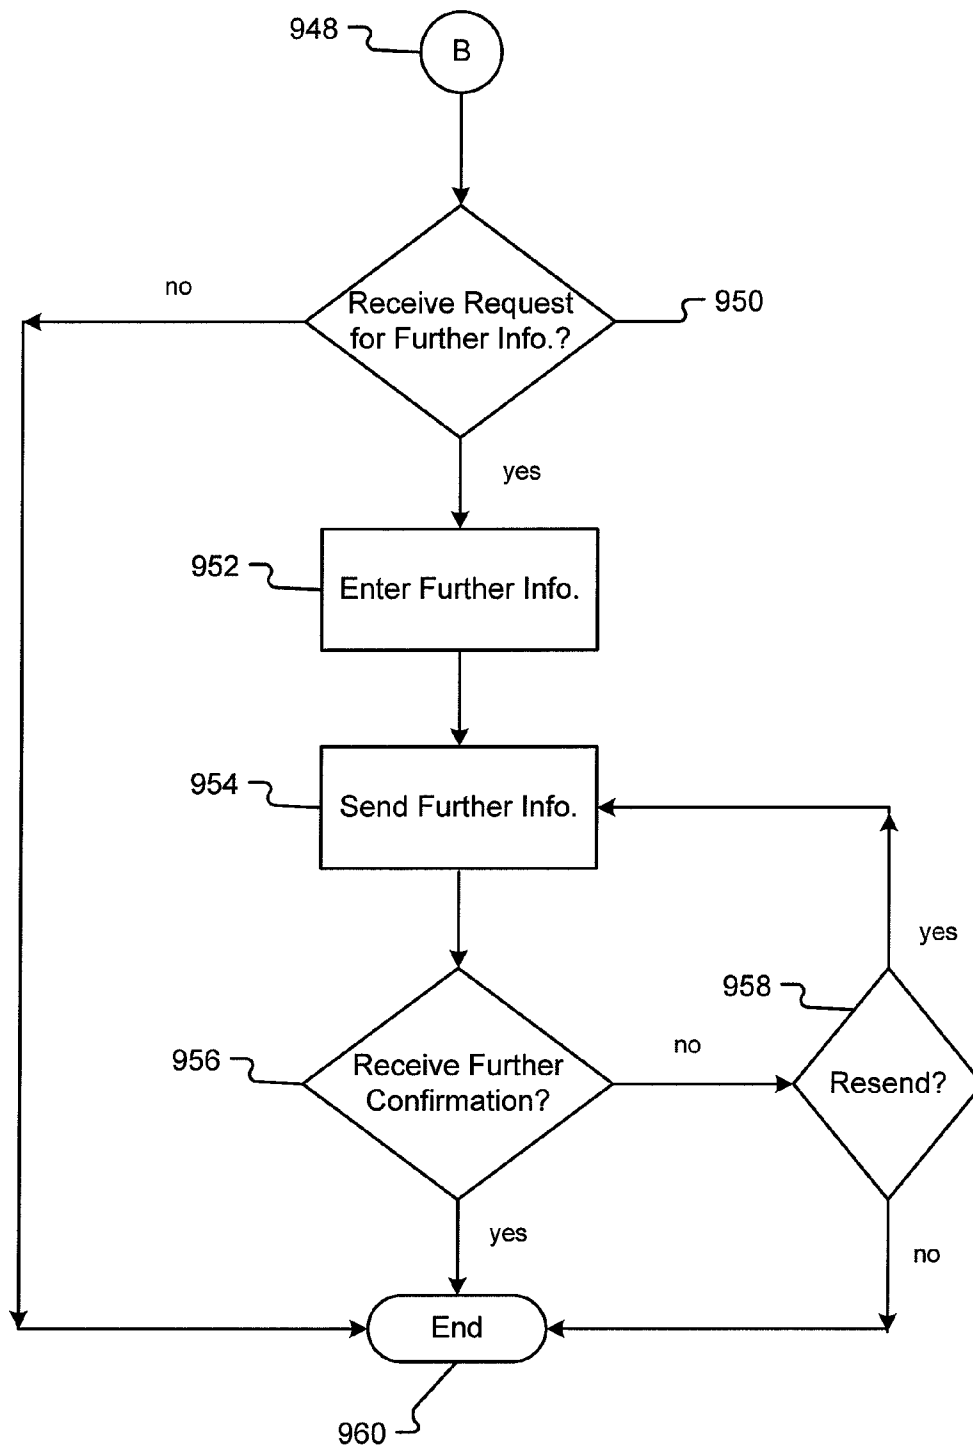 948
B
no
Receive Request
for Further Info.?
950
yes
952
Enter Further Info.
954
Send Further Info.
yes
958
956
Receive Further
Confirmation?
no
Resend?
yes
no
End
960